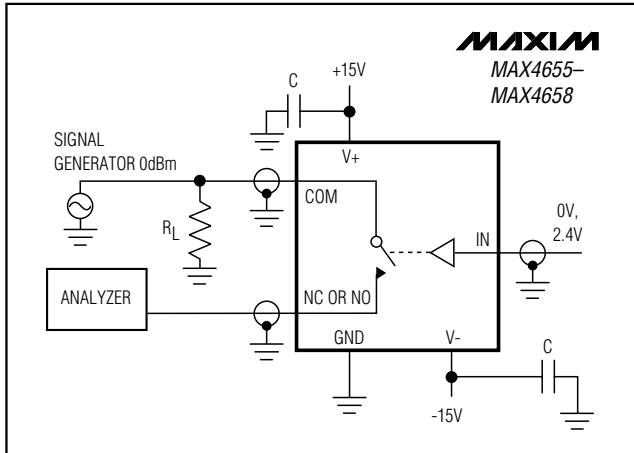 MAXIM
MAX4655–
MAX4658
+15V
C
V+
SIGNAL
GENERATOR 0dBm
COM
RL
0V,
2.4V
IN
ANALYZER
NC OR NO
GND
V-
C
-15V